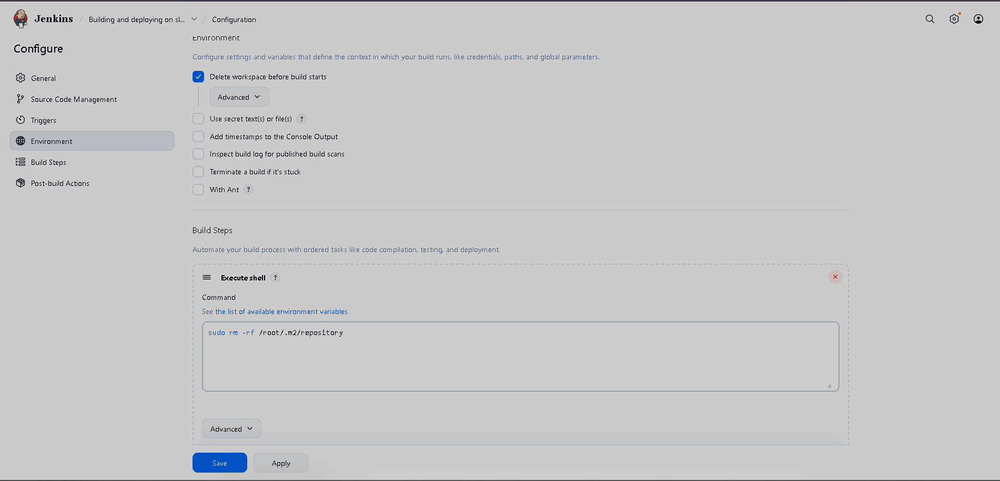 Jenkins / Building and deploying on sl... / Configuration
Configure
General
Source Code Management
Triggers
Environment
Build Steps
Post-build Actions
Environment
Configure settings and variables that define the context in which your build runs, like credentials, paths, and global parameters.
Delete workspace before build starts
Advanced
Use secret text(s) or file(s) ?
Add timestamps to the Console Output
Inspect build log for published build scans
Terminate a build if it's stuck
With Ant ?
Build Steps
Automate your build process with ordered tasks like code compilation, testing, and deployment.
Execute shell ?
Command
See the list of available environment variables
sudo rm -rf /root/.m2/repository
Advanced
Save
Apply